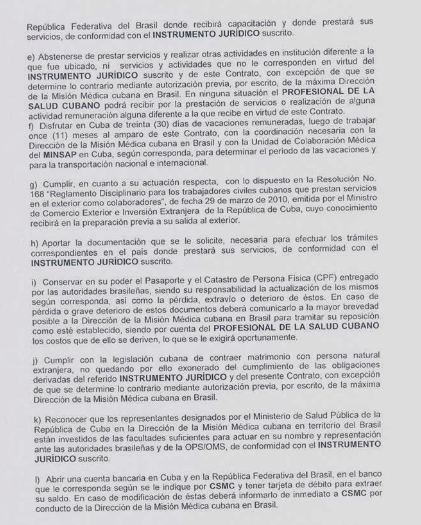 República Federativa del Brasil donde recibirá capacitación y donde prestará sus
servicios, de conformidad con el INSTRUMENTO JURÍDICO suscrito.
e) Abstenerse de prestar servicios y realizar otras actividades en institución diferente a la
que fue ubicado, ni servicios y actividades que no le corresponden en virtud del
INSTRUMENTO JURÍDICO suscrito y de este Contrato, con excepción de que se
determine lo contrario mediante autorización previa, por escrito, de la máxima Dirección
de la Misión Médica cubana en Brasil. En ninguna situación el PROFESIONAL DE LA
SALUD CUBANO podrá recibir por la prestación de servicios o realización de alguna
actividad remuneración alguna diferente a la que recibe en virtud de este Contrato.
f) Disfrutar en Cuba de treinta (30) días de vacaciones remuneradas, luego de trabajar
once (11) meses al amparo de este Contrato, con la coordinación necesaria con la
Dirección de la Misión Médica cubana en Brasil y con la Unidad de Colaboración Médica
del MINSAP en Cuba, según corresponda, para determinar el período de las vacaciones y
para la transportación nacional e internacional.
g) Cumplir, en cuanto a su actuación respecta, con lo dispuesto en la Resolución No.
168 "Reglamento Disciplinario para los trabajadores civiles cubanos que prestan servicios
en el exterior como colaboradores", de fecha 29 de marzo de 2010, emitida por el Ministro
de Comercio Exterior e Inversión Extranjera de la República de Cuba, cuyo conocimiento
recibirá en la preparación previa a su salida al exterior.
h) Aportar la documentación que se le solicite, necesaria para efectuar los trámites
correspondientes en el país donde prestará sus servicios, de conformidad con el
INSTRUMENTO JURÍDICO suscrito.
i) Conservar en su poder el Pasaporte y el Catastro de Persona Física (CPF) entregado
por las autoridades brasileñas, siendo su responsabilidad la actualización de los mismos
según corresponda, así como la pérdida, extravío o deterioro de éstos. En caso de
pérdida o grave deterioro de estos documentos deberá comunicarlo a la mayor brevedad
posible a la Dirección de la Misión Médica cubana en Brasil para tramitar su reposición
como esté establecido, siendo por cuenta del PROFESIONAL DE LA SALUD CUBANO
los costos que de ello se deriven, lo que se le exigirá oportunamente.
j) Cumplir con la legislación cubana de contraer matrimonio con persona natural
extranjera, no quedando por ello exonerado del cumplimiento de las obligaciones
derivadas del referido INSTRUMENTO JURÍDICO y del presente Contrato, con excepción
de que se determine lo contrario mediante autorización previa, por escrito, de la máxima
Dirección de la Misión Médica cubana en Brasil.
k) Reconocer que los representantes designados por el Ministerio de Salud Pública de la
República de Cuba en la Dirección de la Misión Médica cubana en territorio del Brasil
están investidos de las facultades suficientes para actuar en su nombre y representación
ante las autoridades brasileñas y de la OPS/OMS, de conformidad con el INSTRUMENTO
JURÍDICO suscrito.
l) Abrir una cuenta bancaria en Cuba y en la República Federativa del Brasil, en el banco
que le corresponda según se le indique por CSMC y tener tarjeta de débito para extraer
su saldo. En caso de modificación de éstas deberá informarlo de inmediato a CSMC por
conducto de la Dirección de la Misión Médica cubana en Brasil.